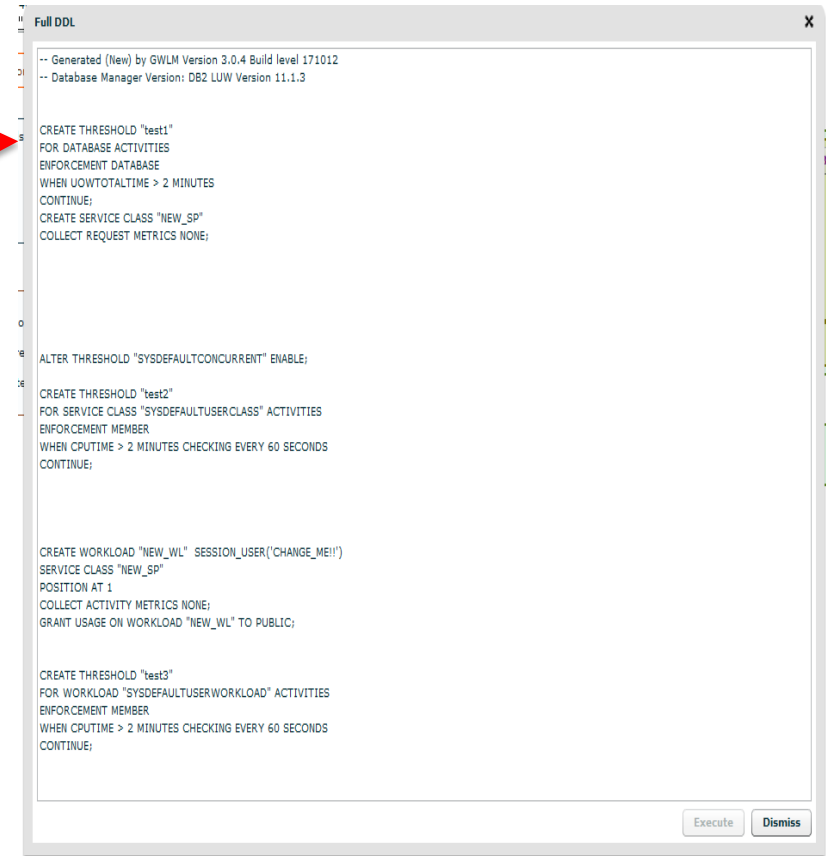 Full DDL
X
-- Generated (New) by GWLM Version 3.0.4 Build level 171012
-- Database Manager Version: DB2 LUW Version 11.1.3
CREATE THRESHOLD "test1"
FOR DATABASE ACTIVITIES
ENFORCEMENT DATABASE
WHEN UOWTOTALTIME > 2 MINUTES
CONTINUE;
CREATE SERVICE CLASS "NEW_SP"
COLLECT REQUEST METRICS NONE;
ALTER THRESHOLD "SYSDEFAULTCONCURRENT" ENABLE;
CREATE THRESHOLD "test2"
FOR SERVICE CLASS "SYSDEFAULTUSERCLASS" ACTIVITIES
ENFORCEMENT MEMBER
WHEN CPUTIME > 2 MINUTES CHECKING EVERY 60 SECONDS
CONTINUE;
CREATE WORKLOAD "NEW_WL"  SESSION_USER('CHANGE_ME!!')
SERVICE CLASS "NEW_SP"
POSITION AT 1
COLLECT ACTIVITY METRICS NONE;
GRANT USAGE ON WORKLOAD "NEW_WL" TO PUBLIC;
CREATE THRESHOLD "test3"
FOR WORKLOAD "SYSDEFAULTUSERWORKLOAD" ACTIVITIES
ENFORCEMENT MEMBER
WHEN CPUTIME > 2 MINUTES CHECKING EVERY 60 SECONDS
CONTINUE;
Execute
Dismiss